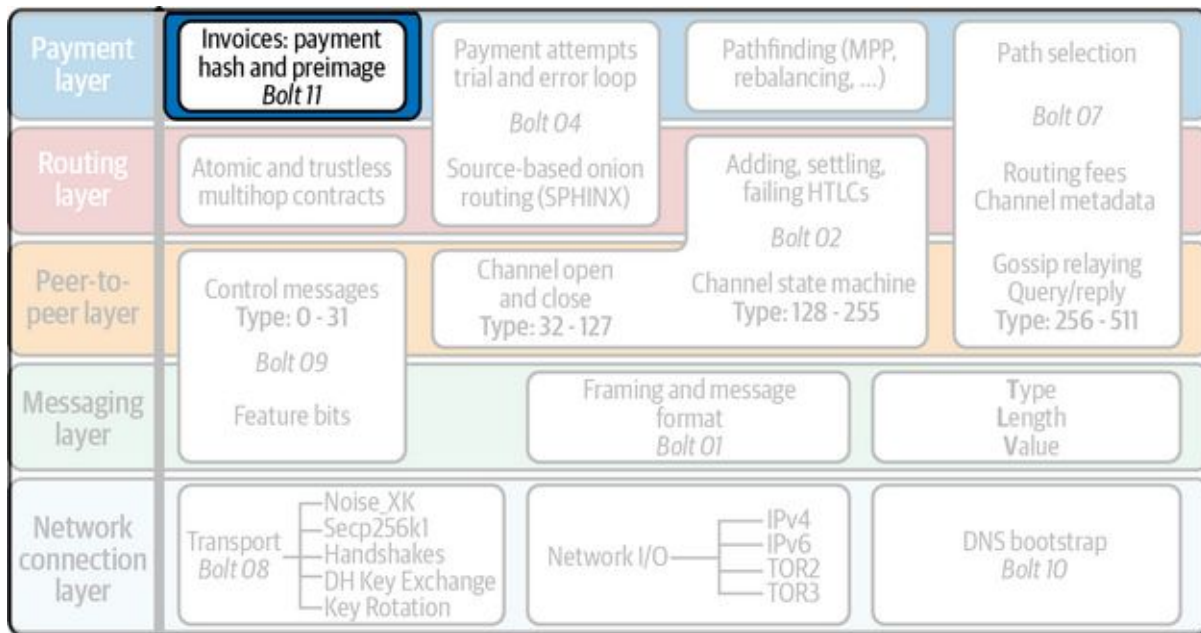 Payment
layer
Invoices: payment
hash and preimage
Bolt 11
Payment attempts
trial and error loop
Bolt 04
Source-based onion
routing (SPHINX)
Pathfinding (MPP,
rebalancing, ...)
Path selection
Bolt 07
Routing fees
Channel metadata
Gossip relaying
Query/reply
Type: 256 - 511
Routing
layer
Atomic and trustless
multihop contracts
Adding, settling,
failing HTLCs
Bolt 02
Channel state machine
Type: 128 - 255
Peer-to-
peer layer
Control messages
Type: 0 - 31
Bolt 09
Feature bits
Channel open
and close
Type: 32 - 127
Messaging
layer
Framing and message
format
Bolt 01
Type
Length
Value
Network
connection
layer
Transport
Bolt 08
Noise_XK
Secp256k1
Handshakes
DH Key Exchange
Key Rotation
Network I/O
IPv4
IPv6
TOR2
TOR3
DNS bootstrap
Bolt 10